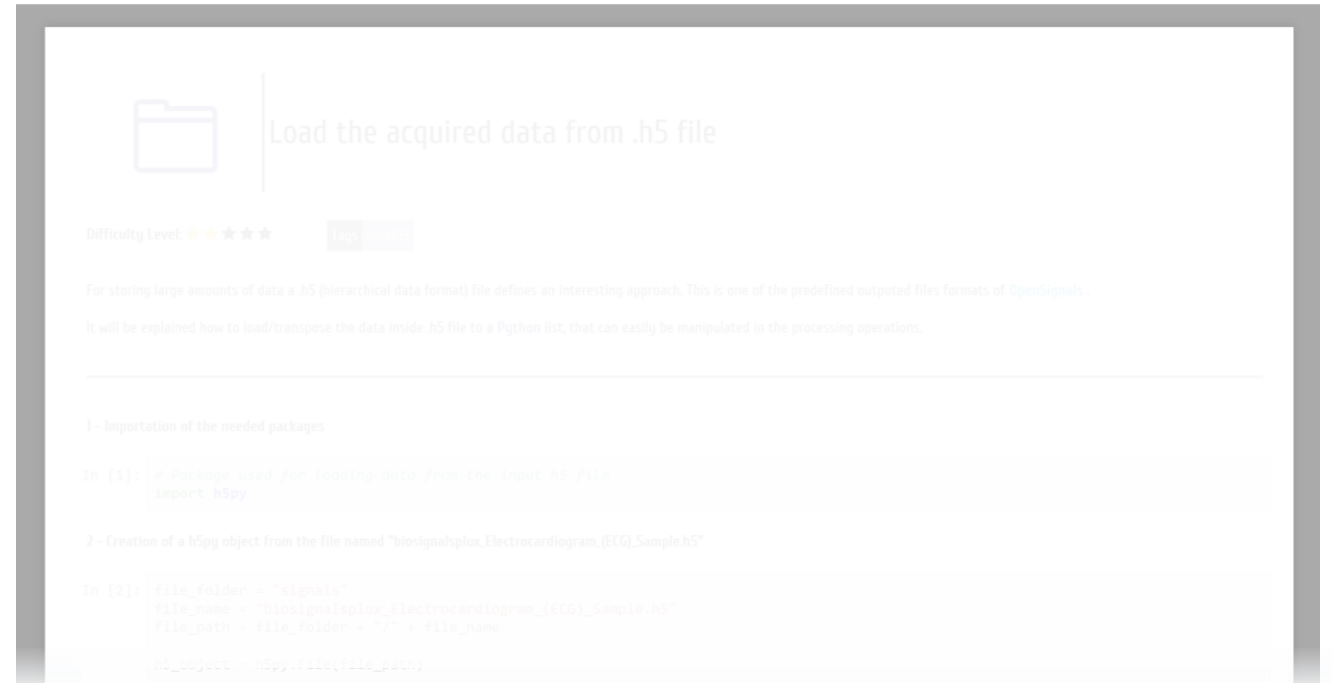 Load the acquired data from .h5 file
Difficulty Level:
Tags
For storing large amounts of data a .h5 (hierarchical data format) file defines an interesting approach. This is one of the predefined outputed files formats of OpenSignals.
It will be explained how to load/transpose the data inside .h5 file to a Python list, that can easily be manipulated in the processing operations.
1 - Importation of the needed packages
In [1]: # Package used for loading data from the input h5 file
import h5py
2 - Creation of a h5py object from the file named "biosignalsplux_Electrocardiogram_(ECG)_Sample.h5"
In [2]: file_folder = "signals"
file_name = "biosignalsplux_Electrocardiogram_(ECG)_Sample.h5"
file_path = file_folder + "/" + file_name
h5_object = h5py.File(file_path)